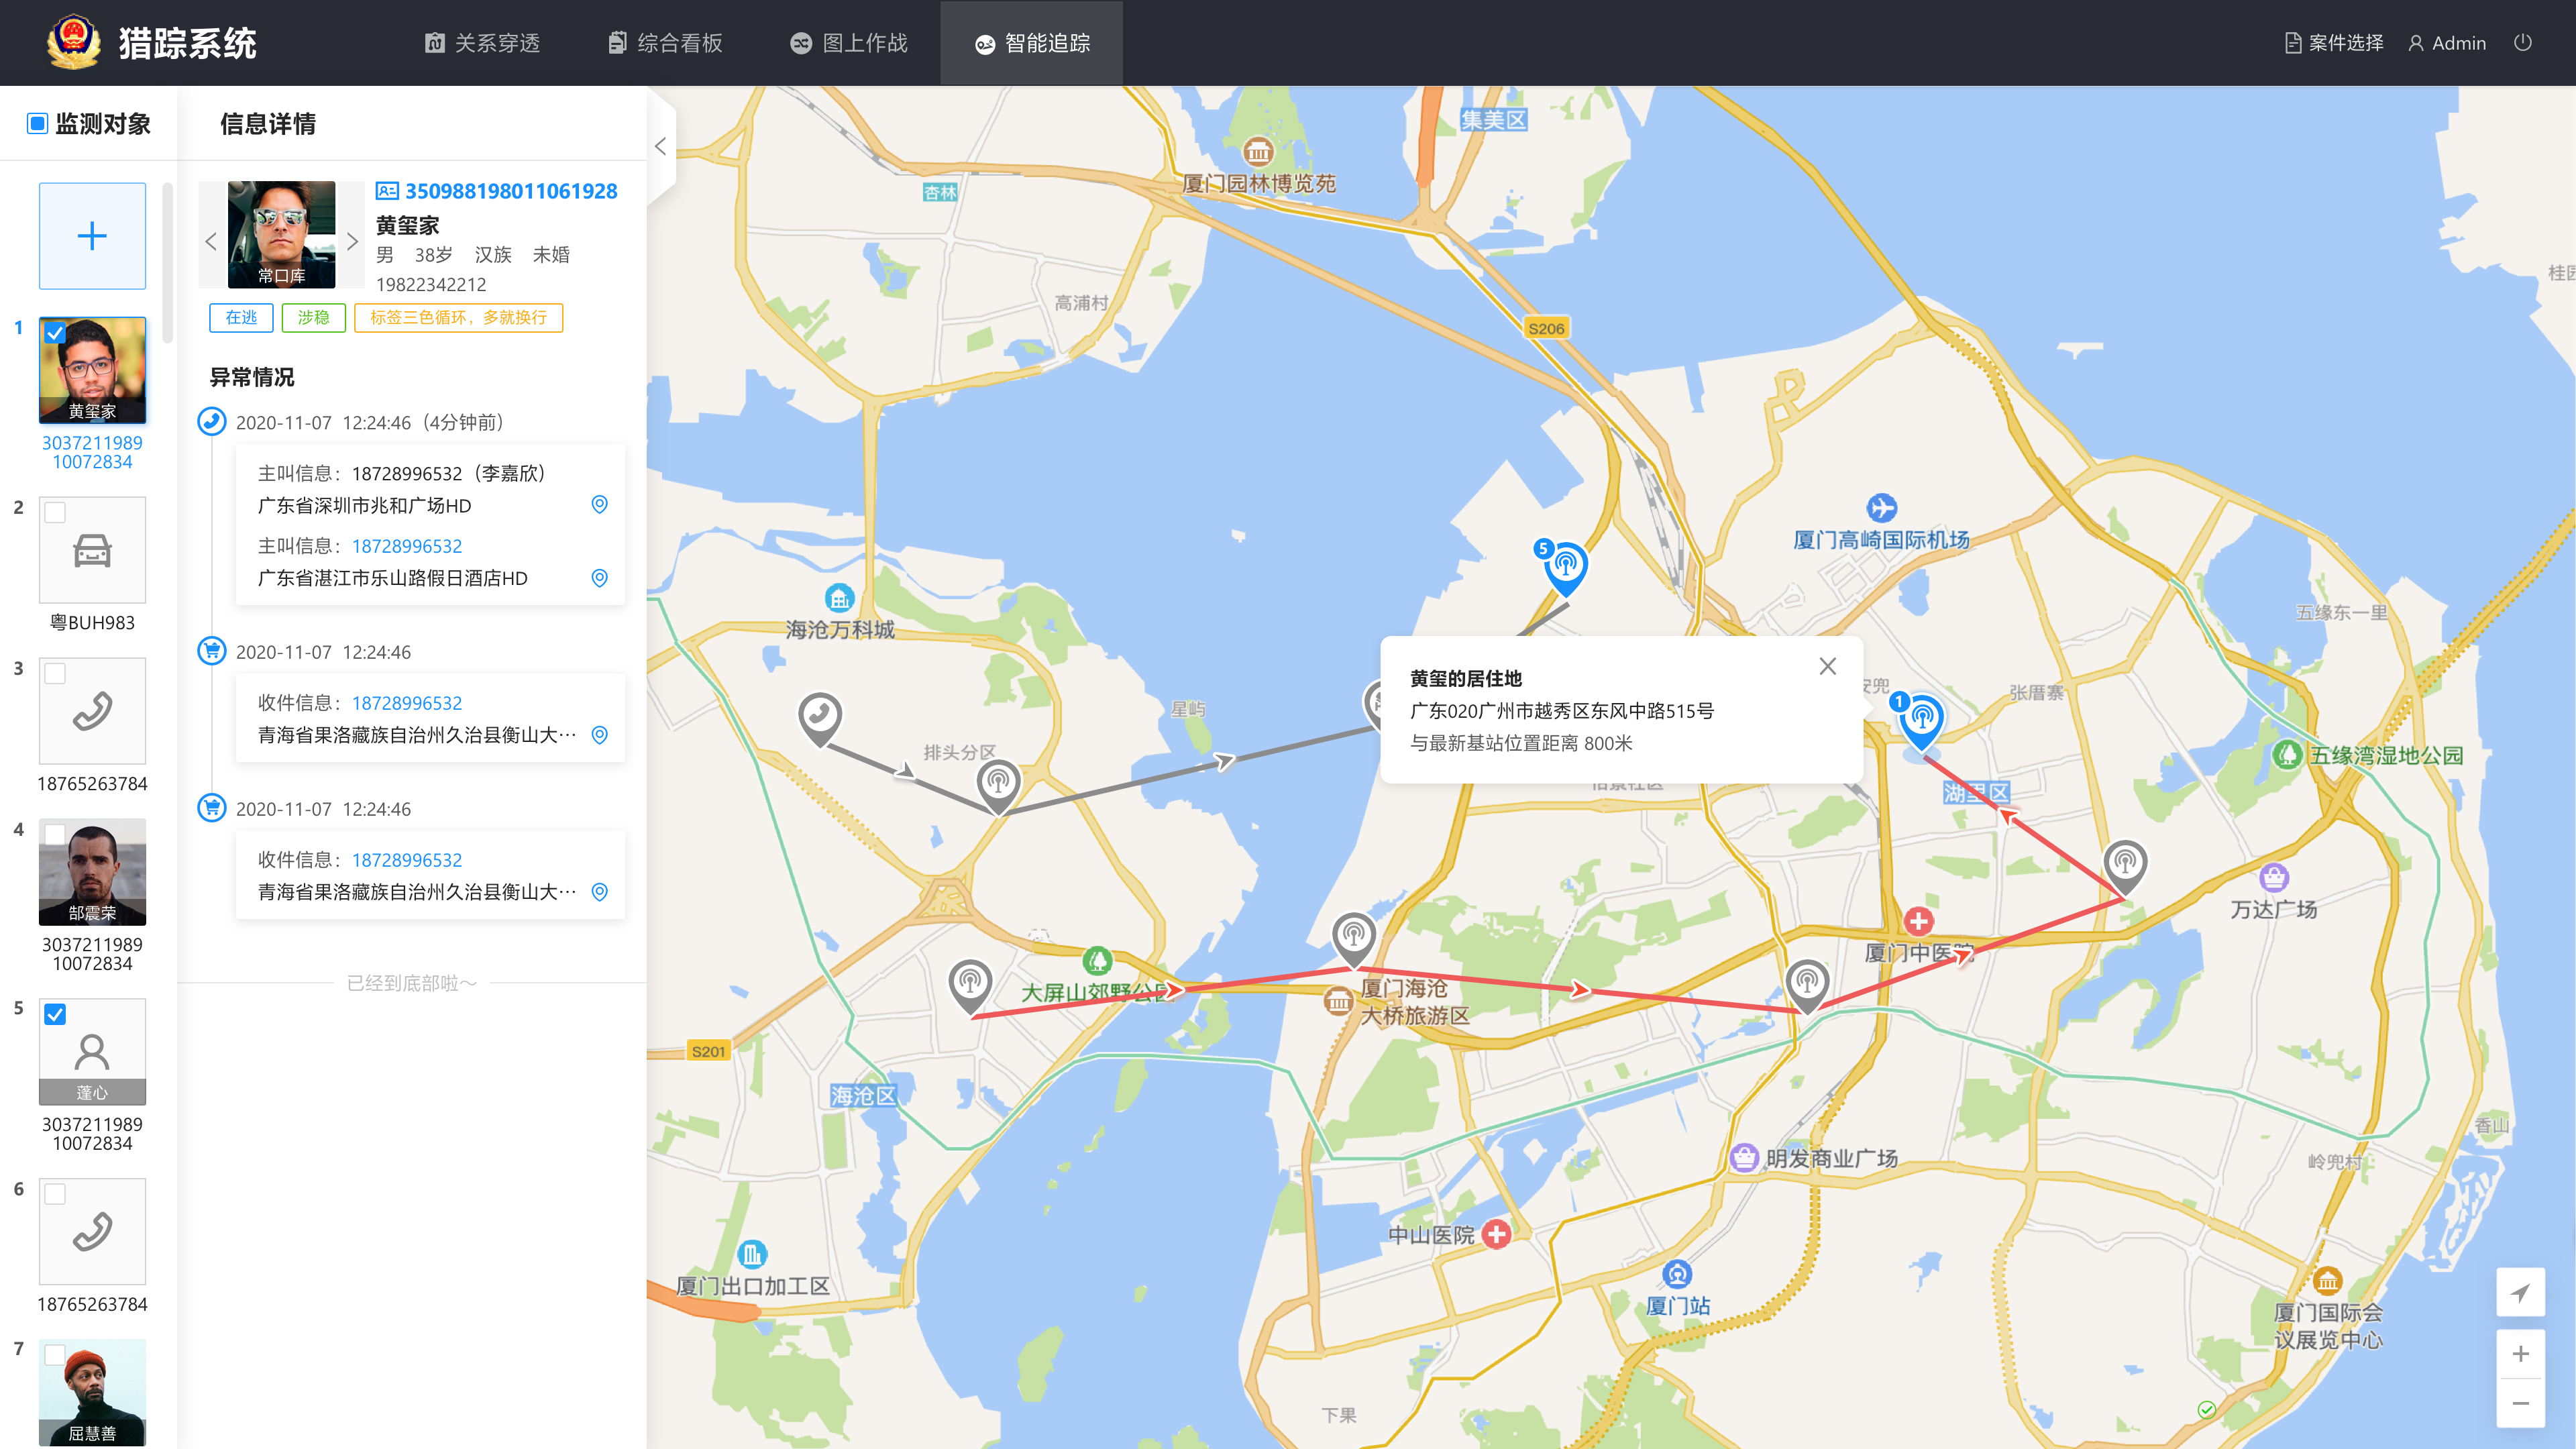 猎踪系统
关系穿透
综合看板
图上作战
智能追踪
案件选择
Admin
监测对象
1
黄玺家
3037211989
10072834
2
粤BUH983
3
18765263784
4
郜震荣
3037211989
10072834
5
蓬心
3037211989
10072834
6
18765263784
7
屈慧善
信息详情
常口库
350988198011061928
黄玺家
男 38岁 汉族 未婚
19822342212
在逃
涉稳
标签三色循环，多就换行
异常情况
2020-11-07 12:24:46（4分钟前）
主叫信息：18728996532（李嘉欣）
广东省深圳市兆和广场HD
主叫信息：18728996532
广东省湛江市乐山路假日酒店HD
2020-11-07 12:24:46
收件信息：18728996532
青海省果洛藏族自治州久治县衡山大…
2020-11-07 12:24:46
收件信息：18728996532
青海省果洛藏族自治州久治县衡山大…
已经到底部啦～
集美区
厦门园林博览苑
杏林
高浦村
S206
厦门高崎国际机场
5
海沧万科城
五缘东一里
星屿
排头分区
黄玺的居住地
广东020广州市越秀区东风中路515号
与最新基站位置距离 800米
安兜
张厝寨
1
五缘湾湿地公园
湖里区
万达广场
厦门中医院
大屏山郊野公园
厦门海沧
大桥旅游区
S201
海沧区
香山
岭兜村
明发商业广场
中山医院
厦门出口加工区
厦门站
厦门国际会
议展览中心
下果